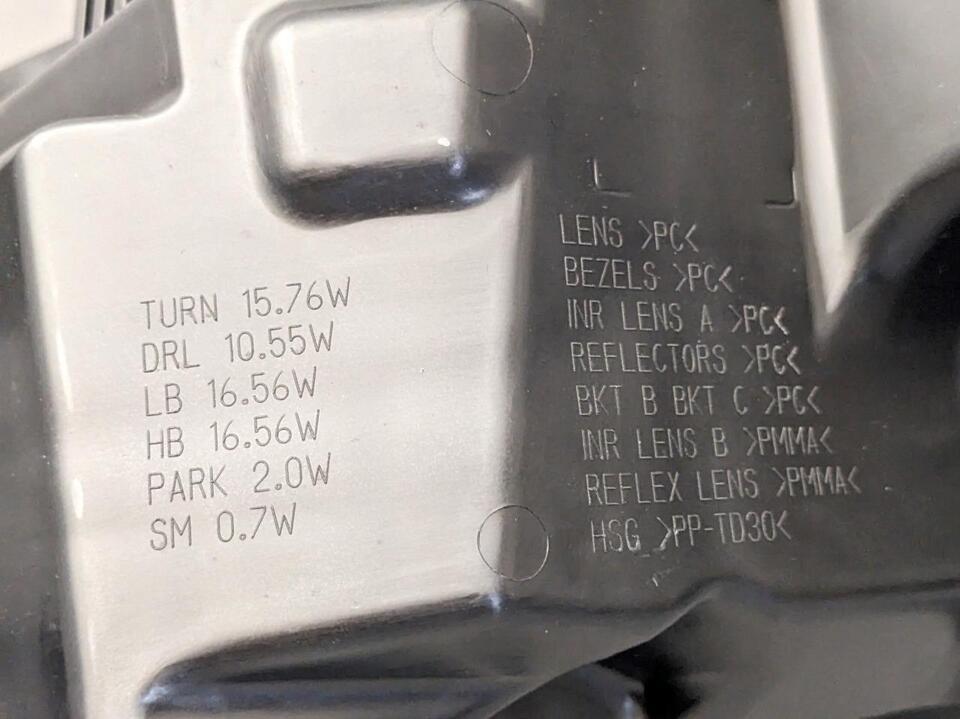 TURN 15.76W
DRL 10.55W
LB 16.56W
HB 16.56W
PARK 2.0W
SM 0.7W
LENS >PC<
BEZELS >PC<
INR LENS A >PC<
REFLECTORS >PC<
BKT B BKT C >PC<
INR LENS B >PMMA<
REFLEX LENS >PMMA<
HSG >PP-TD30<